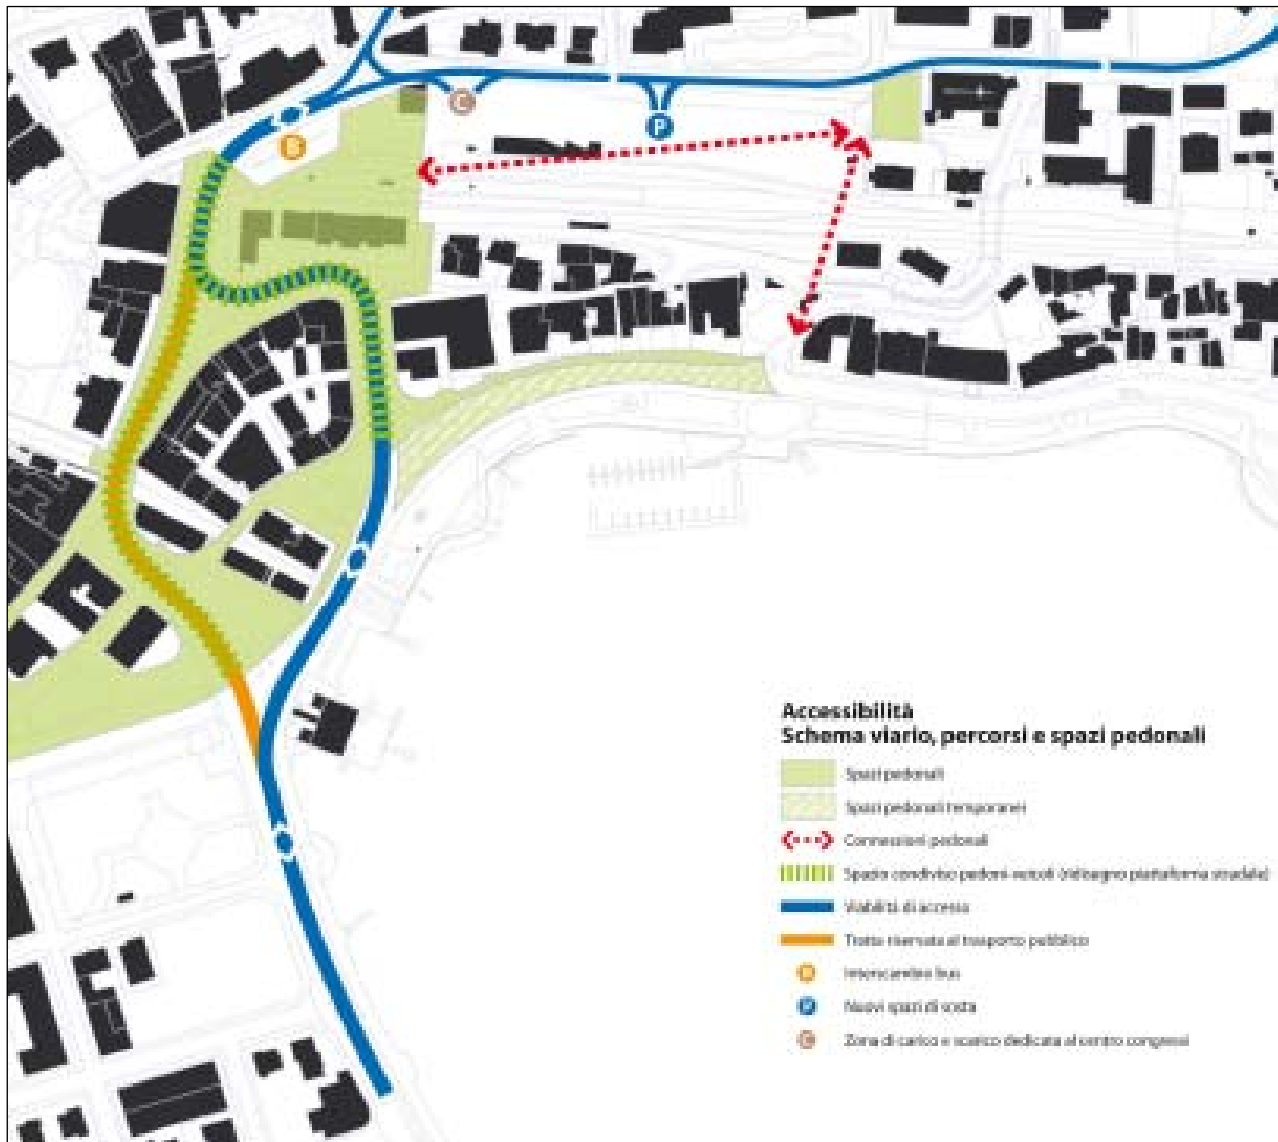 C
P
B
Accessibilità
Schema viario, percorsi e spazi pedonali
Spazi pedonali
Spazi pedonali temporanei
Connessioni pedonali
Spazio condiviso pedoni-veicoli (ridisegno piattaforma stradale)
Viabilità di accesso
Tratta riservata al trasporto pubblico
B Interscambio bus
P Nuovi spazi di sosta
C Zona di carico e scarico dedicata al centro congressi